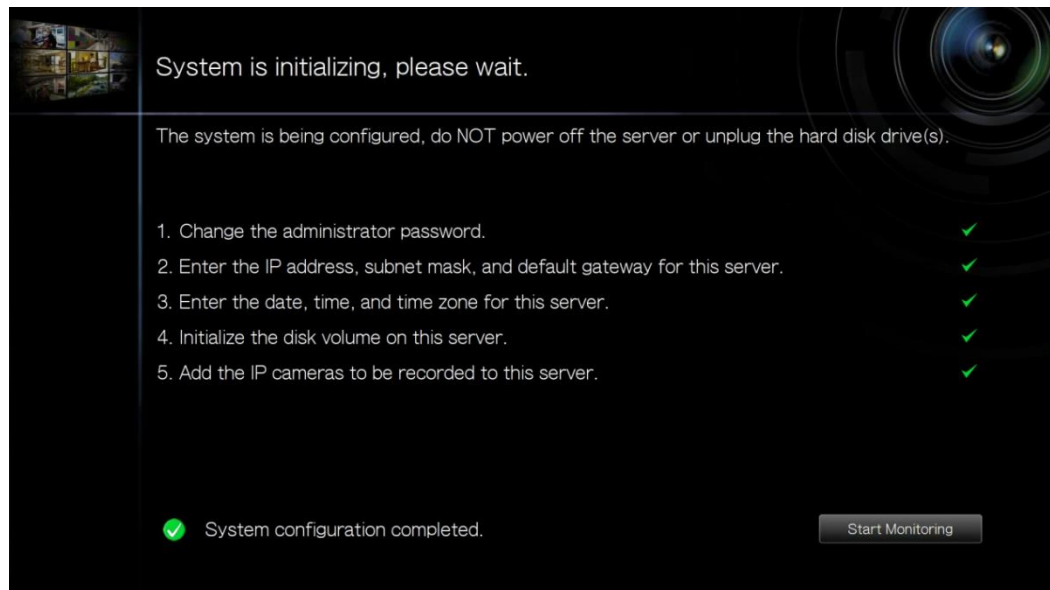 System is initializing, please wait.
The system is being configured, do NOT power off the server or unplug the hard disk drive(s).
1. Change the administrator password.
2. Enter the IP address, subnet mask, and default gateway for this server.
3. Enter the date, time, and time zone for this server.
4. Initialize the disk volume on this server.
5. Add the IP cameras to be recorded to this server.
System configuration completed.
Start Monitoring